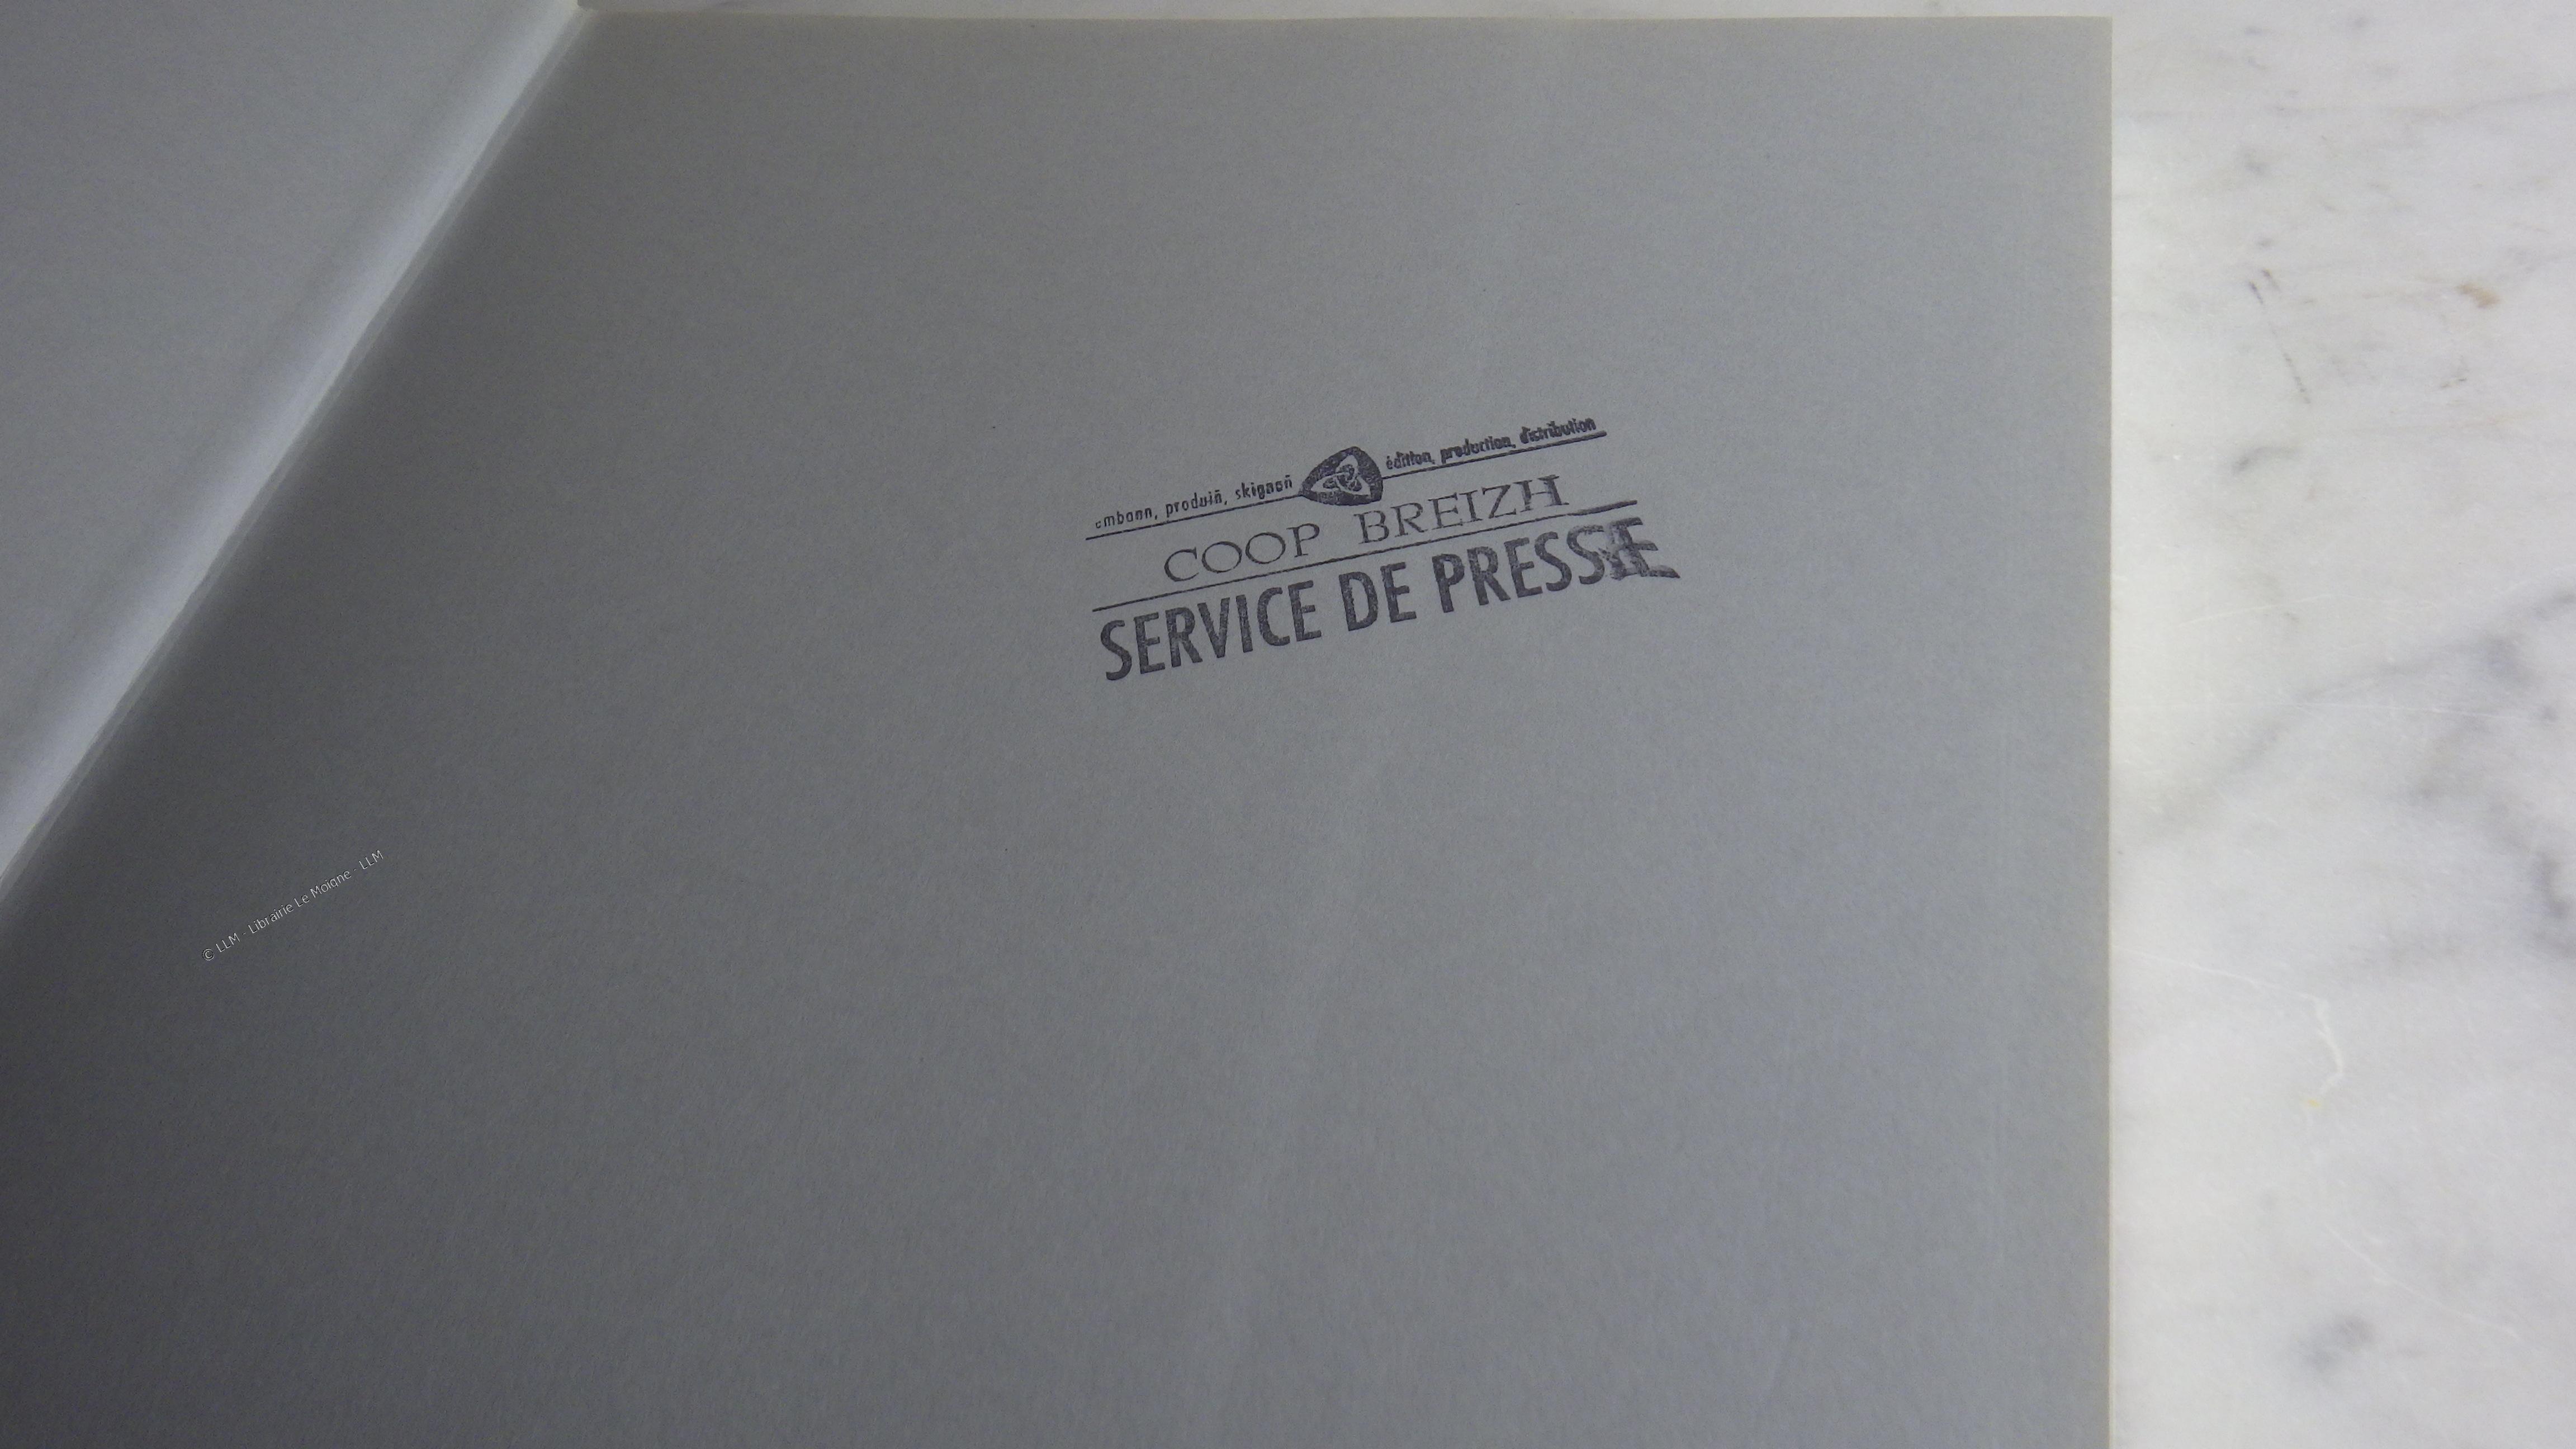 embann, produiñ, skignañ
édition, production, distribution
COOP BREIZH
SERVICE DE PRESSE
© LLM - Librairie Le Moigne - LLM